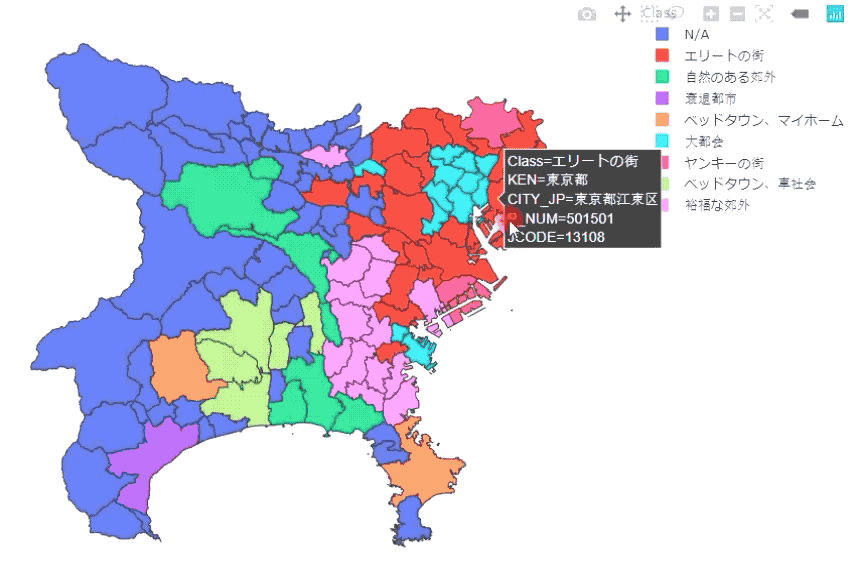 Class
N/A
エリートの街
自然のある郊外
衰退都市
ベッドタウン、マイホーム
大都会
ヤンキーの街
ベッドタウン、車社会
裕福な郊外
Class=エリートの街
KEN=東京都
CITY_JP=東京都江東区
_NUM=501501
JCODE=13108